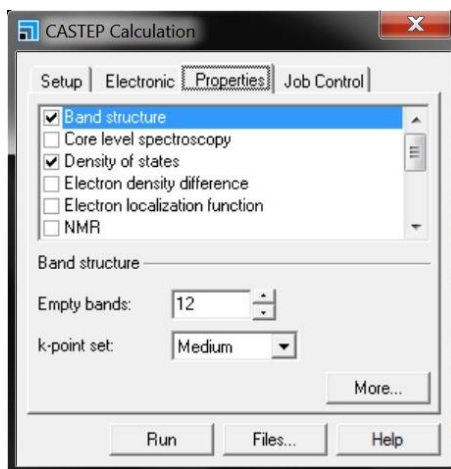 CASTEP Calculation
X
Setup Electronic Properties Job Control
Band structure
Core level spectroscopy
Density of states
Electron density difference
Electron localization function
NMR
Band structure
Empty bands: 12
k-point set: Medium
More...
Run Files... Help